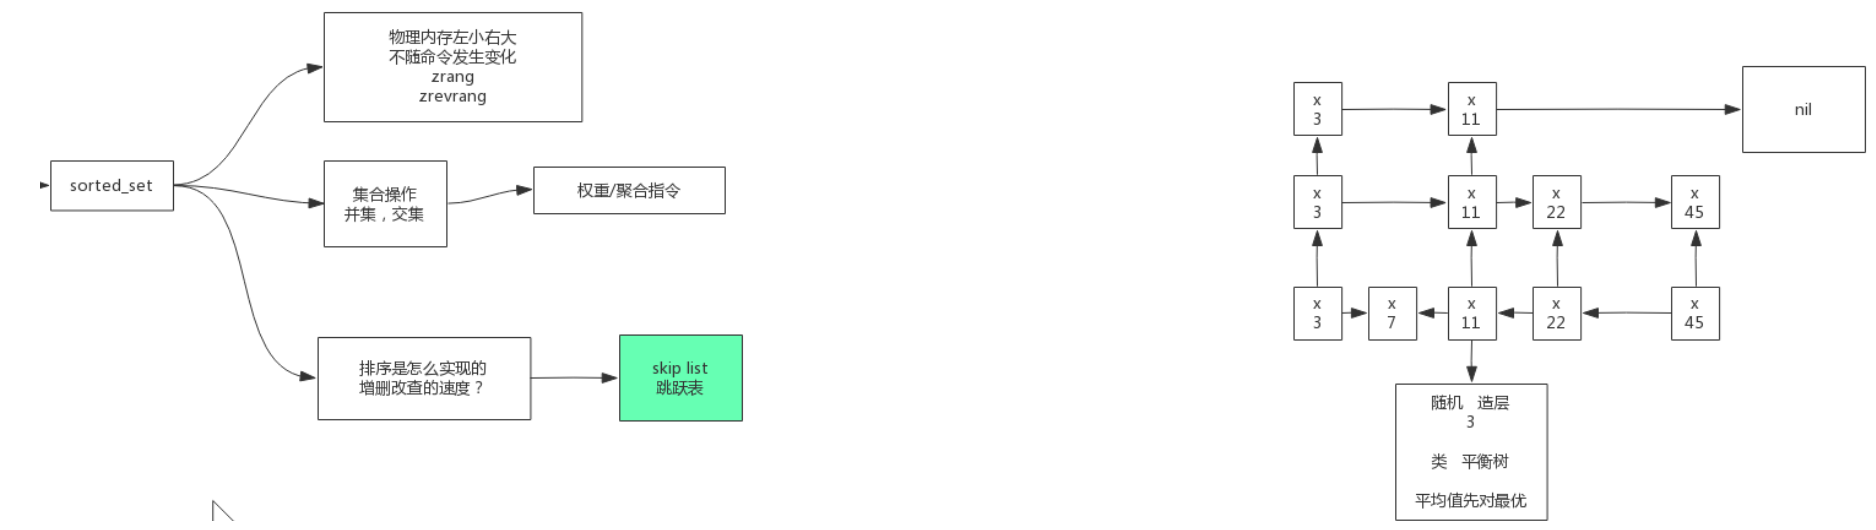 物理内存左小右大
不随命令发生变化
zrang
zrevrang
sorted_set
集合操作
并集，交集
权重/聚合指令
排序是怎么实现的
增删改查的速度？
skip list
跳跃表
x
3
x
11
nil
x
3
x
11
x
22
x
45
x
3
x
7
x
11
x
22
x
45
随机 造层
3
类 平衡树
平均值先对最优